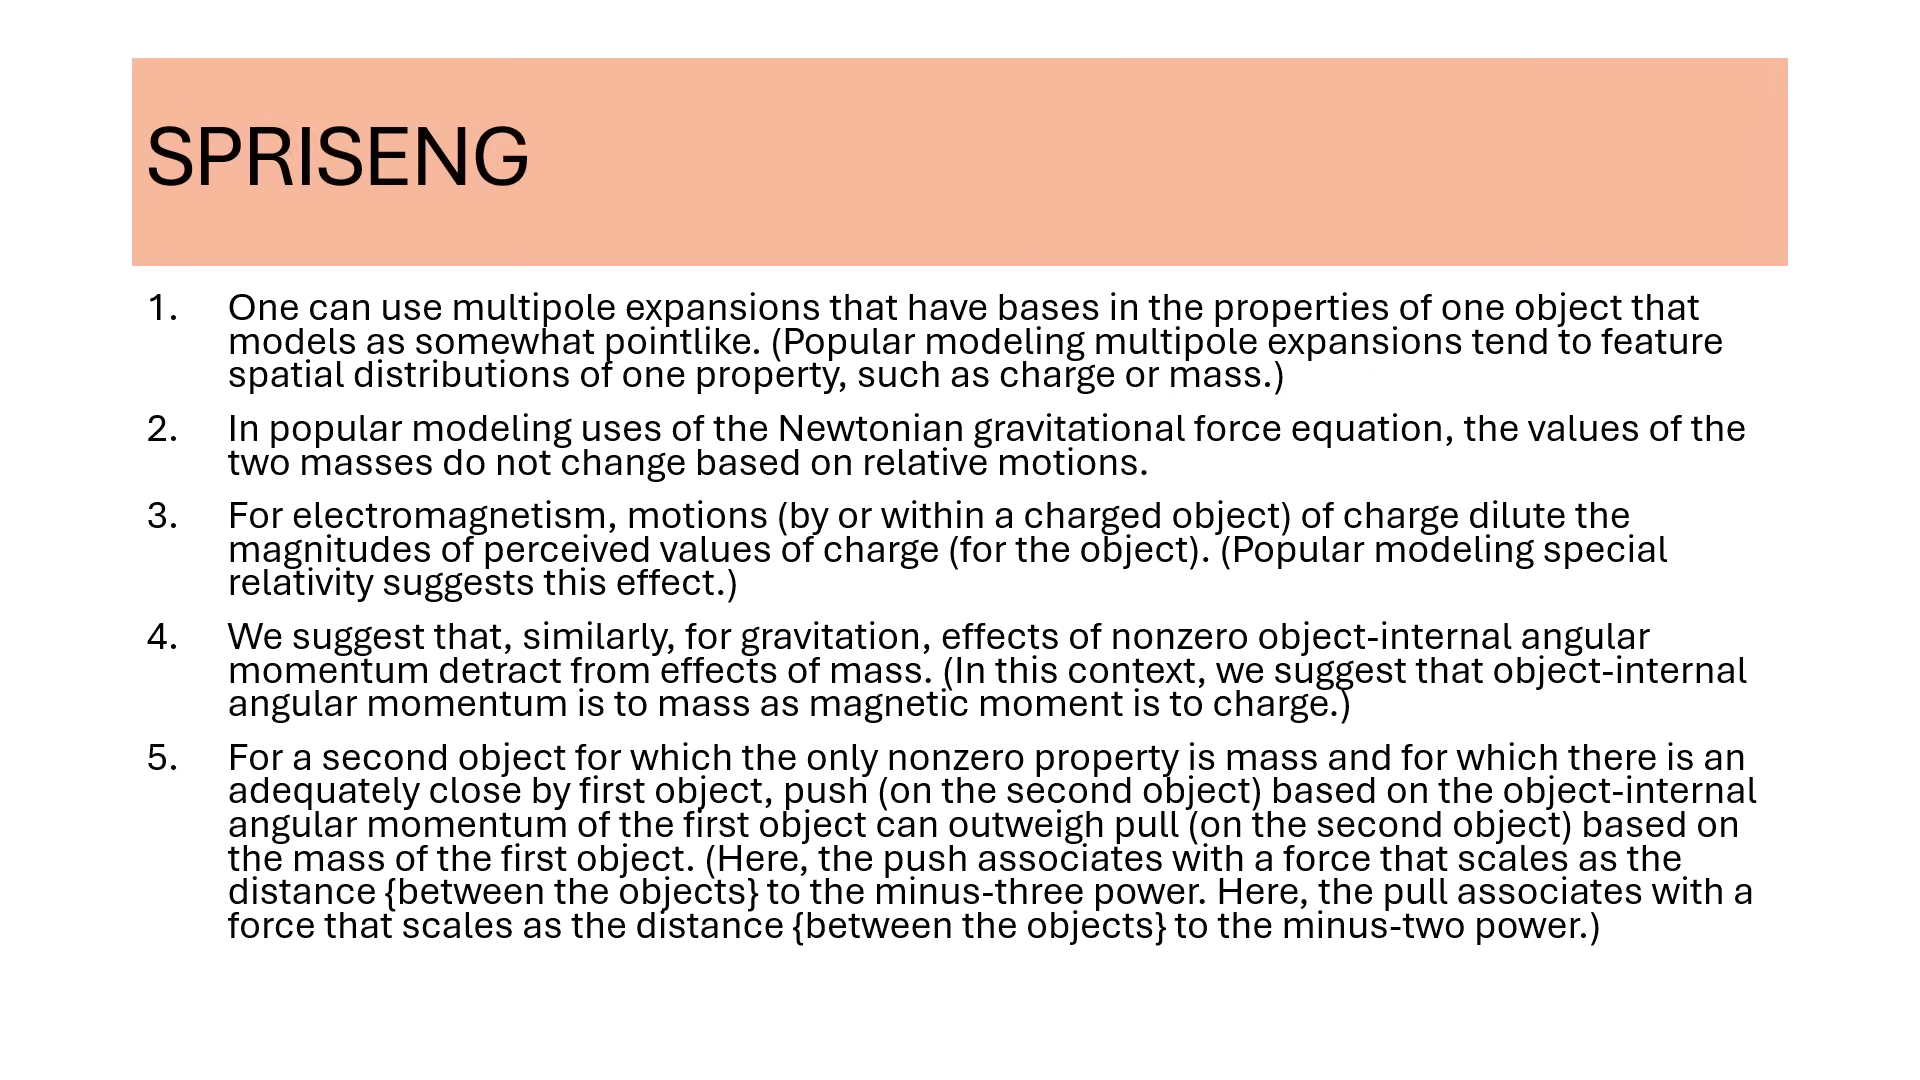 SPRISENG
1. One can use multipole expansions that have bases in the properties of one object that
models as somewhat pointlike. (Popular modeling multipole expansions tend to feature
spatial distributions of one property, such as charge or mass.)
2. In popular modeling uses of the Newtonian gravitational force equation, the values of the
two masses do not change based on relative motions.
3. For electromagnetism, motions (by or within a charged object) of charge dilute the
magnitudes of perceived values of charge (for the object). (Popular modeling special
relativity suggests this effect.)
4. We suggest that, similarly, for gravitation, effects of nonzero object-internal angular
momentum detract from effects of mass. (In this context, we suggest that object-internal
angular momentum is to mass as magnetic moment is to charge.)
5. For a second object for which the only nonzero property is mass and for which there is an
adequately close by first object, push (on the second object) based on the object-internal
angular momentum of the first object can outweigh pull (on the second object) based on
the mass of the first object. (Here, the push associates with a force that scales as the
distance {between the objects} to the minus-three power. Here, the pull associates with a
force that scales as the distance {between the objects} to the minus-two power.)